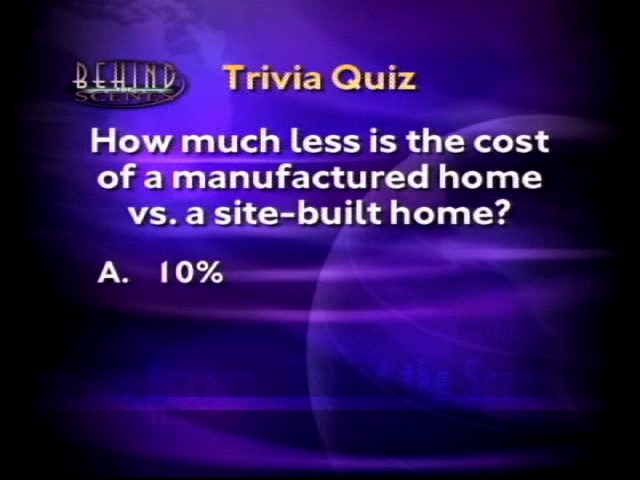 BEHIND
SCENES
Trivia Quiz
How much less is the cost
of a manufactured home
vs. a site-built home?
A. 10%